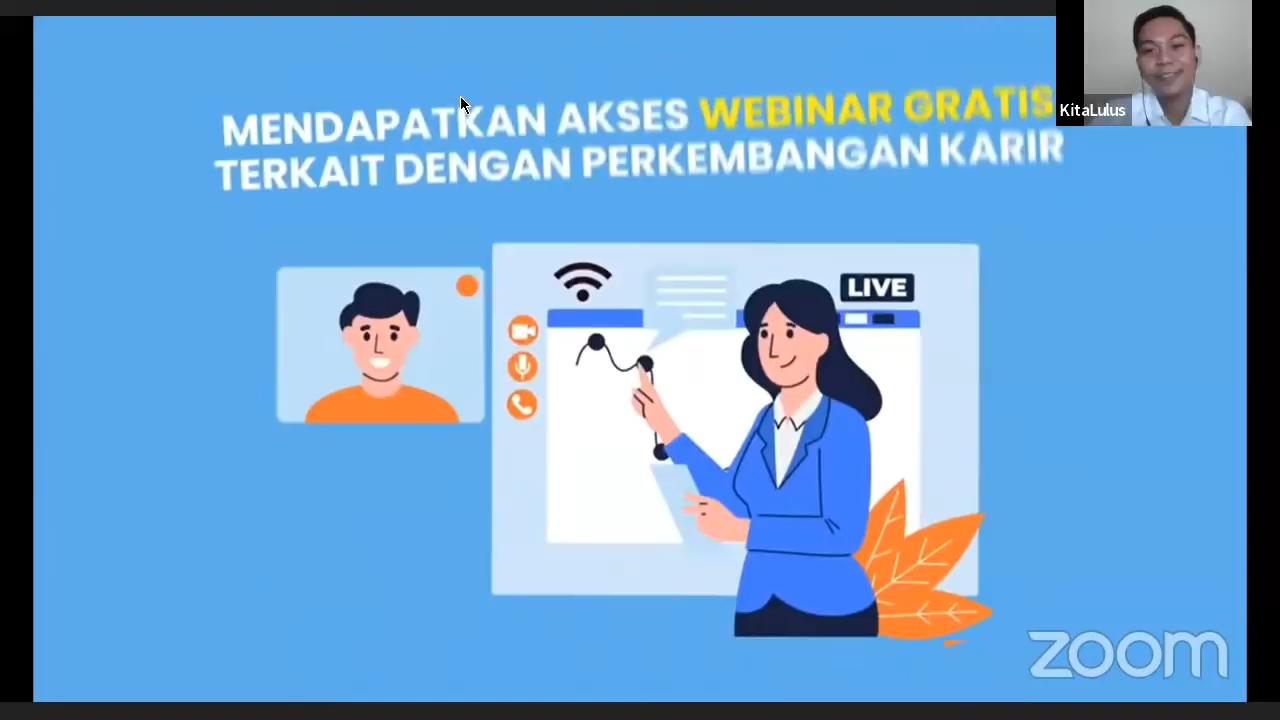 MENDAPATKAN AKSES WEBINAR GRATIS
TERKAIT DENGAN PERKEMBANGAN KARIR
KitaLulus
LIVE
zoom